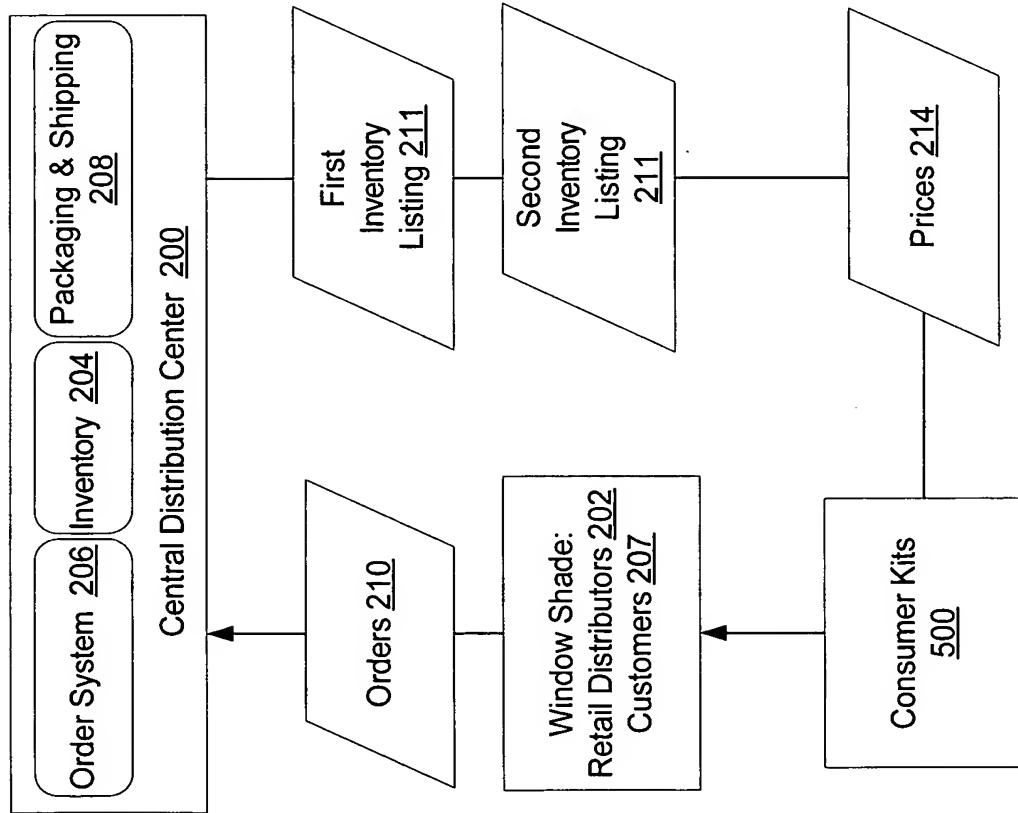 Order System 206
Inventory 204
Packaging & Shipping
208
Central Distribution Center 200
Orders 210
First
Inventory
Listing 211
Window Shade:
Retail Distributors 202
Customers 207
Second
Inventory
Listing
211
Consumer Kits
500
Prices 214